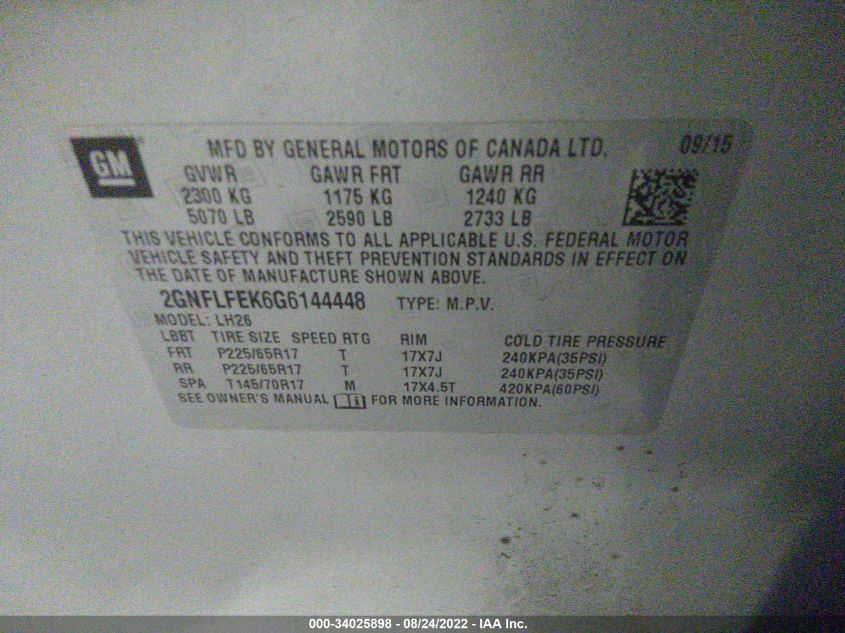 GM
MFD BY GENERAL MOTORS OF CANADA LTD. 09/15
GVWR GAWR FRT GAWR RR
2300 KG 1175 KG 1240 KG
5070 LB 2590 LB 2733 LB
THIS VEHICLE CONFORMS TO ALL APPLICABLE U.S. FEDERAL MOTOR
VEHICLE SAFETY AND THEFT PREVENTION STANDARDS IN EFFECT ON
THE DATE OF MANUFACTURE SHOWN ABOVE.
2GNFLFEK6G6144448 TYPE: M.P.V.
MODEL: LH26
LBBT TIRE SIZE SPEED RTG RIM COLD TIRE PRESSURE
FRT P225/65R17 T 17X7J 240KPA(35PSI)
RR P225/65R17 T 17X7J 240KPA(35PSI)
SPA T145/70R17 M 17X4.5T 420KPA(60PSI)
SEE OWNER'S MANUAL FOR MORE INFORMATION.
000-34025898 - 08/24/2022 - IAA Inc.